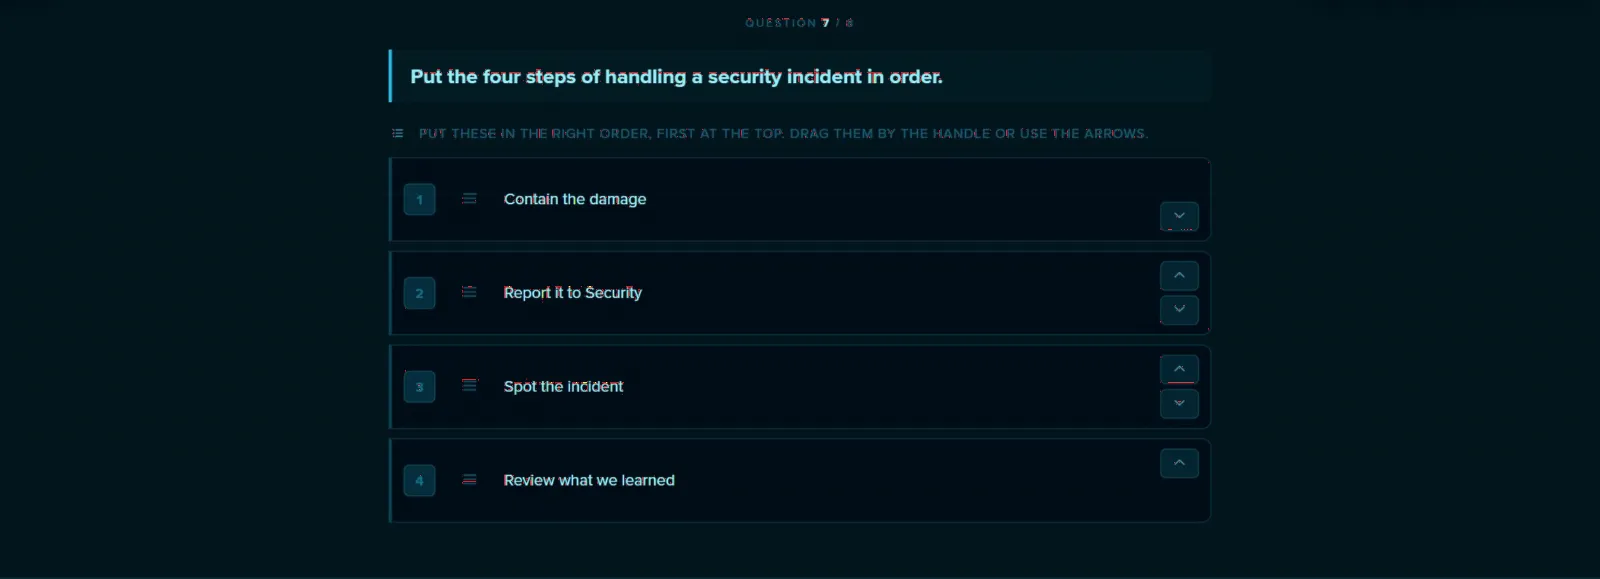 QUESTION 7 / 8
Put the four steps of handling a security incident in order.
PUT THESE IN THE RIGHT ORDER, FIRST AT THE TOP. DRAG THEM BY THE HANDLE OR USE THE ARROWS.
1 Contain the damage
2 Report it to Security
3 Spot the incident
4 Review what we learned